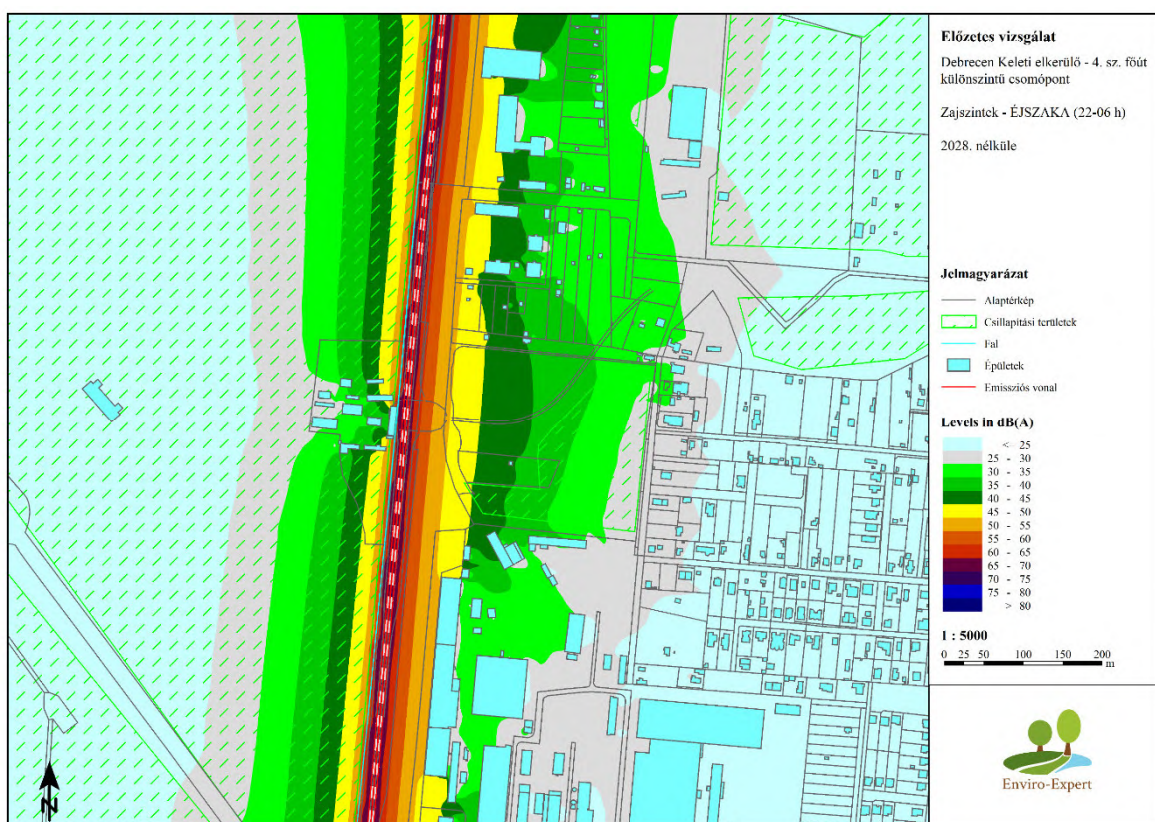 Előzetes vizsgálat
Debrecen Keleti elkerülő - 4. sz. főút
különszintű csomópont
Zajszintek - ÉJSZAKA (22-06 h)
2028. nélküle
Jelmagyarázat
Alaptérkép
Csillapítási területek
Fal
Épületek
Emissziós vonal
Levels in dB(A)
< 25
25 - 30
30 - 35
35 - 40
40 - 45
45 - 50
50 - 55
55 - 60
60 - 65
65 - 70
70 - 75
75 - 80
> 80
1 : 5000
0 25 50 100 150 200
m
Enviro-Expert
N